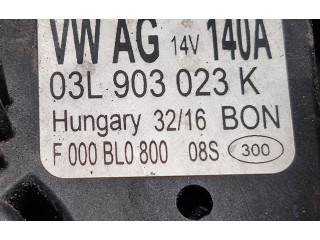 VW AG 14V 140A
03L 903 023 K
Hungary 32/16 BON
F 000 BL0 800 08S 300